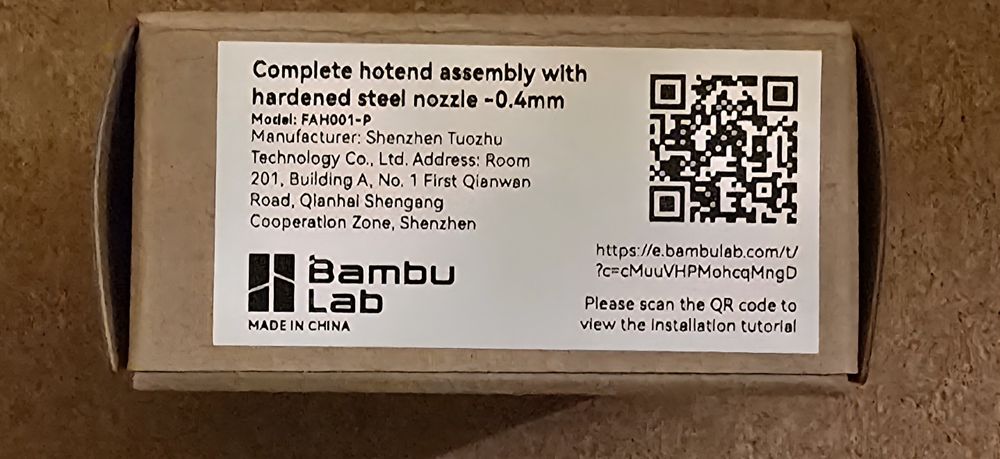 Complete hotend assembly with
hardened steel nozzle -0.4mm
Model: FAH001-P
Manufacturer: Shenzhen Tuozhu
Technology Co., Ltd. Address: Room
201, Building A, No. 1 First Qianwan
Road, Qianhai Shengang
Cooperation Zone, Shenzhen
Bambu
Lab
MADE IN CHINA
https://e.bambulab.com/t/
?c=cMuuVHPMohcqMngD
Please scan the QR code to
view the installation tutorial